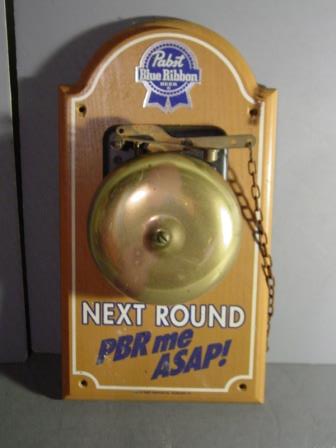 Pabst
Blue Ribbon
BEER
NEXT ROUND
PBR me
ASAP!